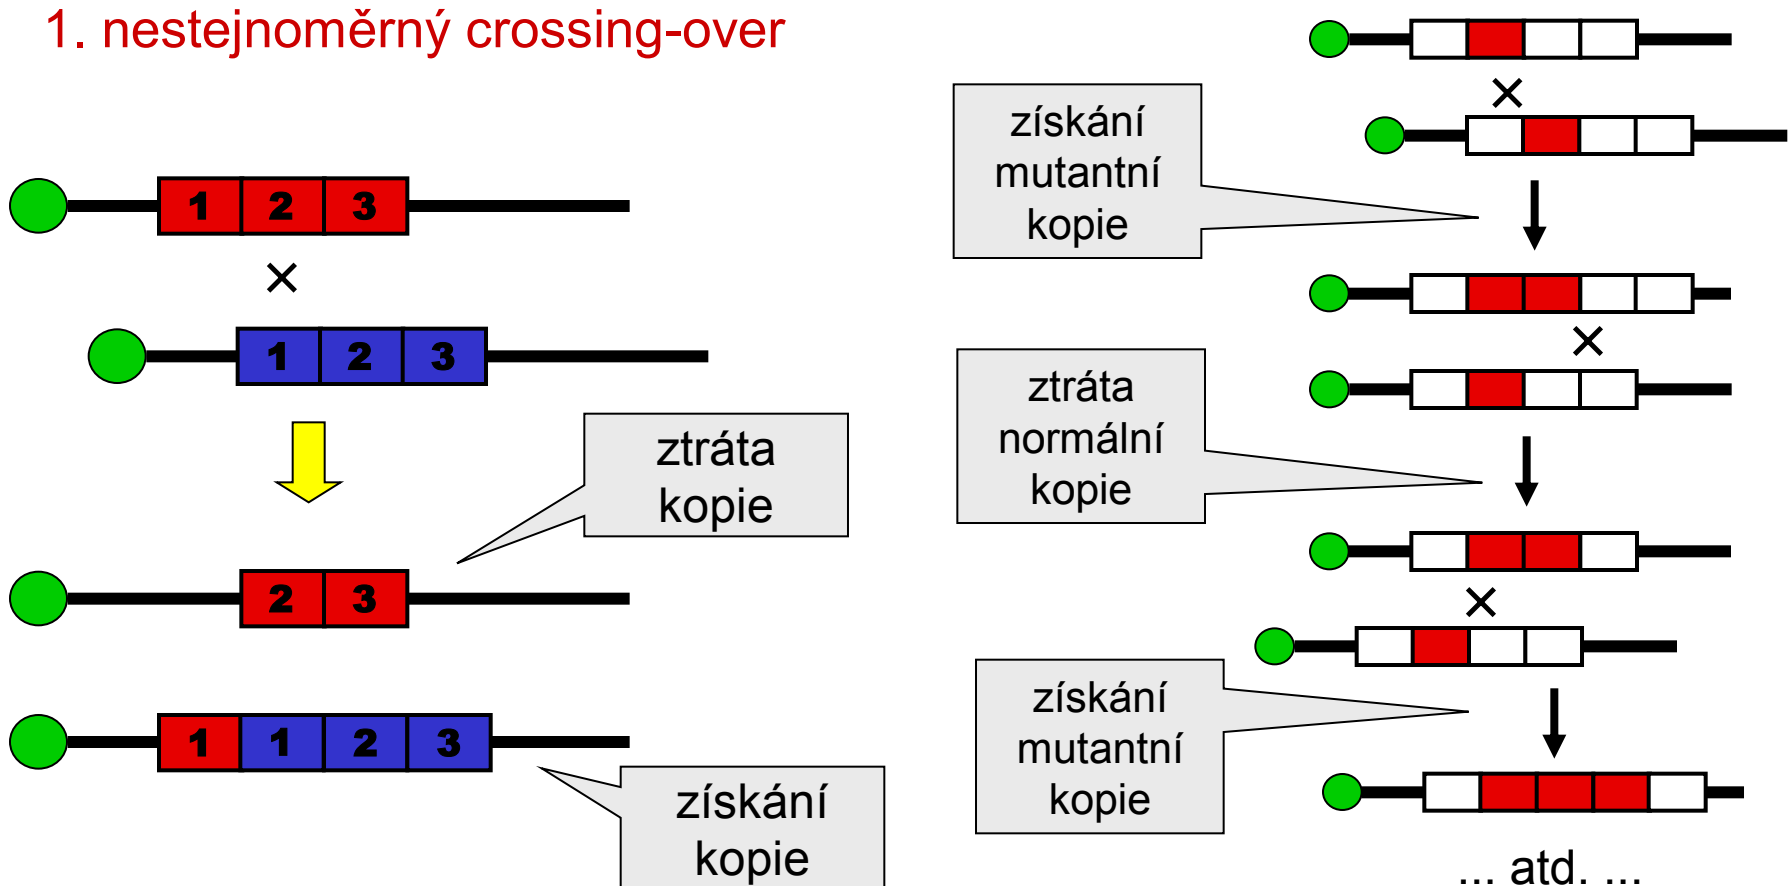 1. nestejnoměrný crossing-over
1 2 3
×
1 2 3
ztráta
kopie
2 3
1 1 2 3
získání
kopie
×
získání
mutantní
kopie
×
ztráta
normální
kopie
×
získání
mutantní
kopie
... atd. ...